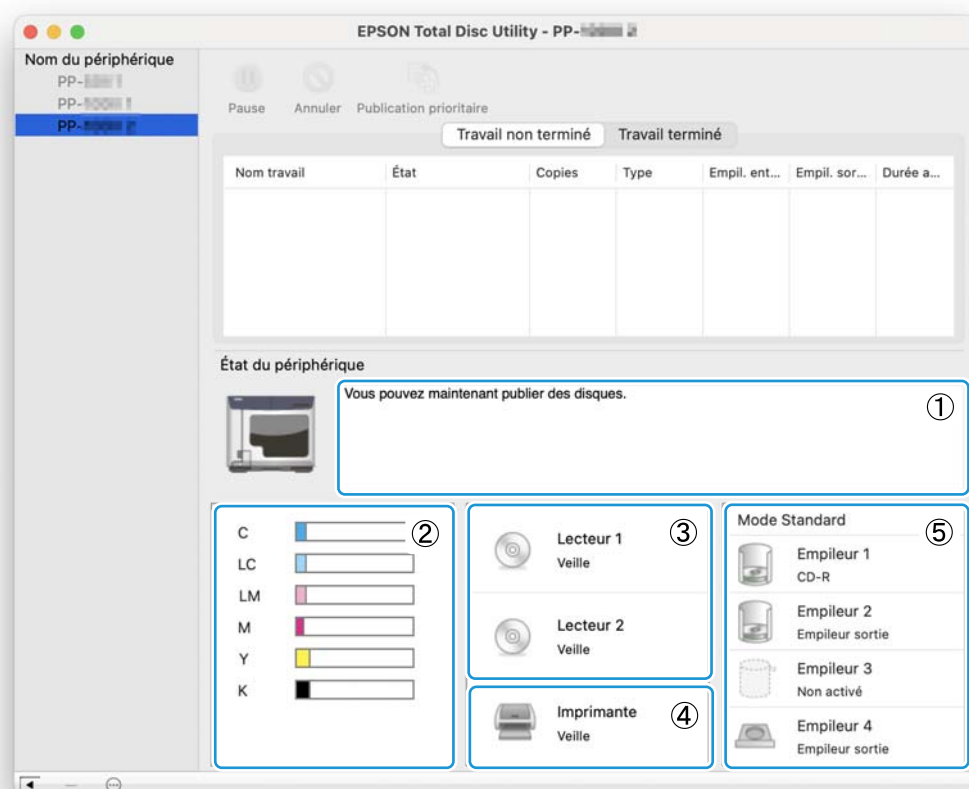 EPSON Total Disc Utility - PP-
Nom du périphérique
PP-
PP-
PP-
Pause Annuler Publication prioritaire
Travail non terminé Travail terminé
Nom travail État Copies Type Empil. ent... Empil. sor... Durée a...
État du périphérique
Vous pouvez maintenant publier des disques.
①
②
C
LC
LM
M
Y
K
③
Lecteur 1
Veille
Lecteur 2
Veille
④
Imprimante
Veille
⑤
Mode Standard
Empileur 1
CD-R
Empileur 2
Empileur sortie
Empileur 3
Non activé
Empileur 4
Empileur sortie